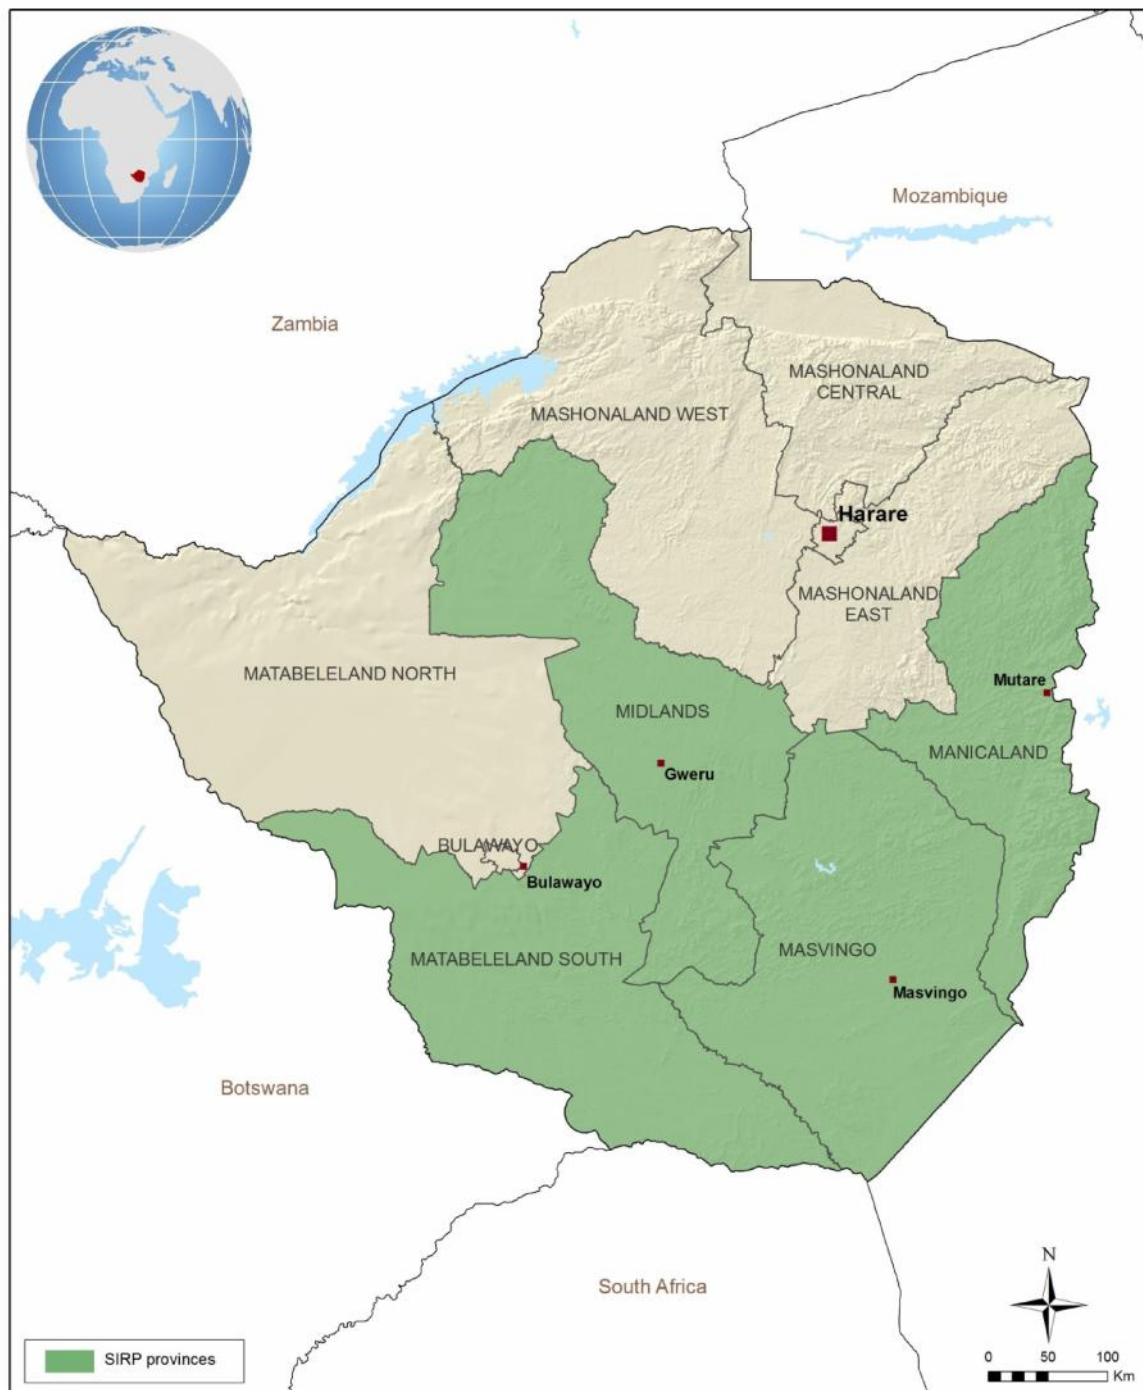 Mozambique
Zambia
MASHONALAND
CENTRAL
MASHONALAND WEST
Harare
MASHONALAND
EAST
MATABELELAND NORTH
Mutare
MIDLANDS
MANICALAND
Gweru
BULAWAYO
Bulawayo
MATABELELAND SOUTH
MASVINGO
Masvingo
Botswana
South Africa
N
SIRP provinces
0 50 100
Km